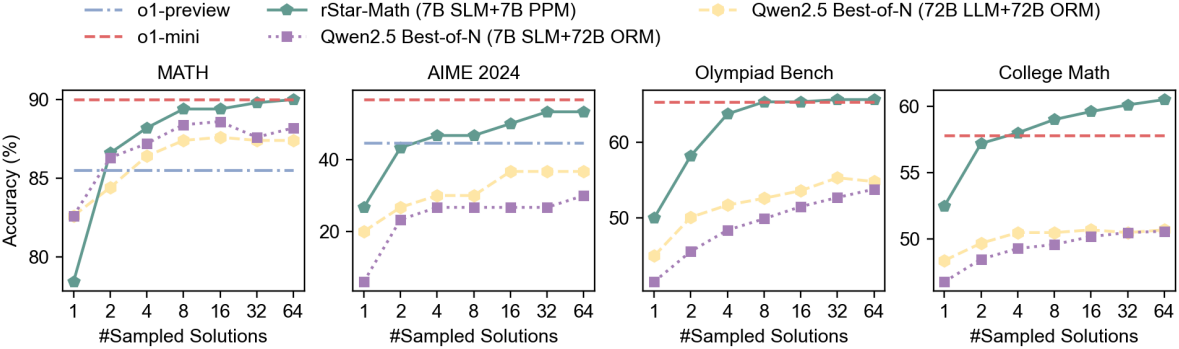 o1-preview
rStar-Math (7B SLM+7B PPM)
Qwen2.5 Best-of-N (72B LLM+72B ORM)
o1-mini
Qwen2.5 Best-of-N (7B SLM+72B ORM)
MATH
AIME 2024
Olympiad Bench
College Math
Accuracy (%)
90
85
80
1 2 4 8 16 32 64
#Sampled Solutions
40
20
1 2 4 8 16 32 64
#Sampled Solutions
60
50
1 2 4 8 16 32 64
#Sampled Solutions
60
55
50
1 2 4 8 16 32 64
#Sampled Solutions